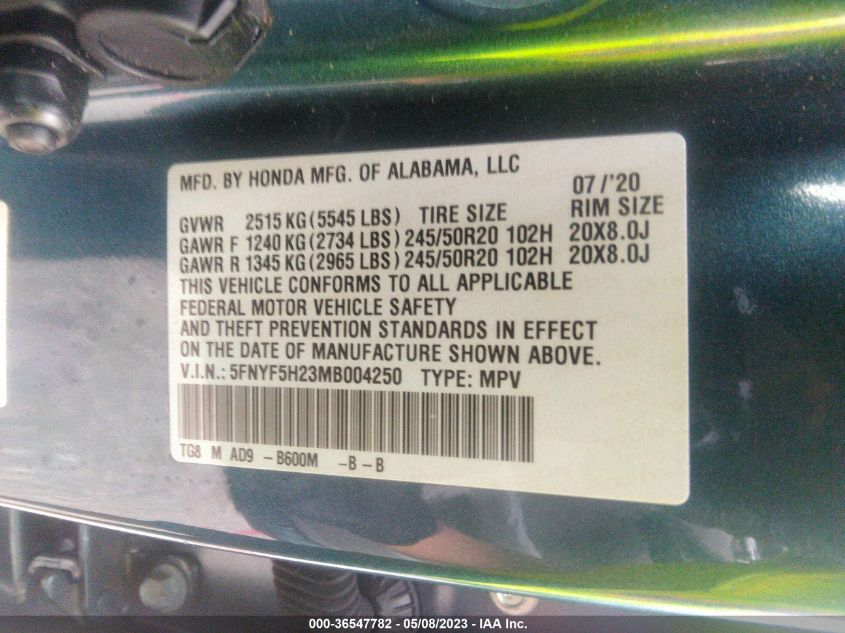 MFD. BY HONDA MFG. OF ALABAMA, LLC 07/'20
GVWR 2515 KG (5545 LBS) TIRE SIZE RIM SIZE
GAWR F 1240 KG (2734 LBS) 245/50R20 102H 20X8.0J
GAWR R 1345 KG (2965 LBS) 245/50R20 102H 20X8.0J
THIS VEHICLE CONFORMS TO ALL APPLICABLE
FEDERAL MOTOR VEHICLE SAFETY
AND THEFT PREVENTION STANDARDS IN EFFECT
ON THE DATE OF MANUFACTURE SHOWN ABOVE.
V.I.N.: 5FNYF5H23MB004250 TYPE: MPV
TG8 M AD9 -B600M -B-B
000-36547782 - 05/08/2023 - IAA Inc.